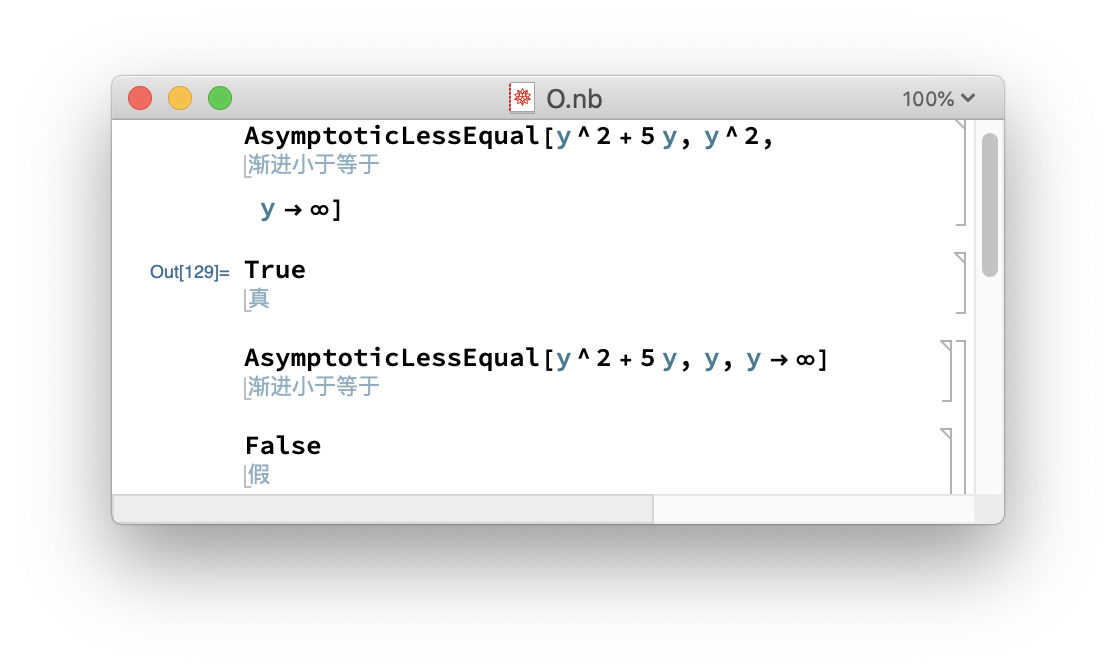 O.nb
100%
AsymptoticLessEqual[y^2+5 y, y^2,
渐进小于等于
y→∞]
Out[129]= True
真
AsymptoticLessEqual[y^2+5 y, y, y→∞]
渐进小于等于
False
假